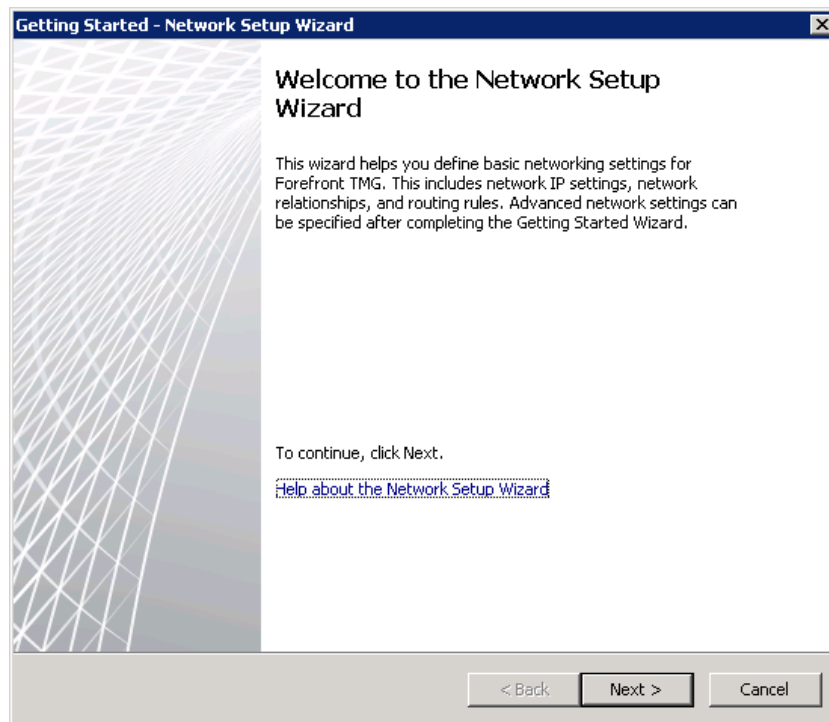 Getting Started - Network Setup Wizard
Welcome to the Network Setup
Wizard
This wizard helps you define basic networking settings for
Forefront TMG. This includes network IP settings, network
relationships, and routing rules. Advanced network settings can
be specified after completing the Getting Started Wizard.
To continue, click Next.
Help about the Network Setup Wizard
< Back Next > Cancel